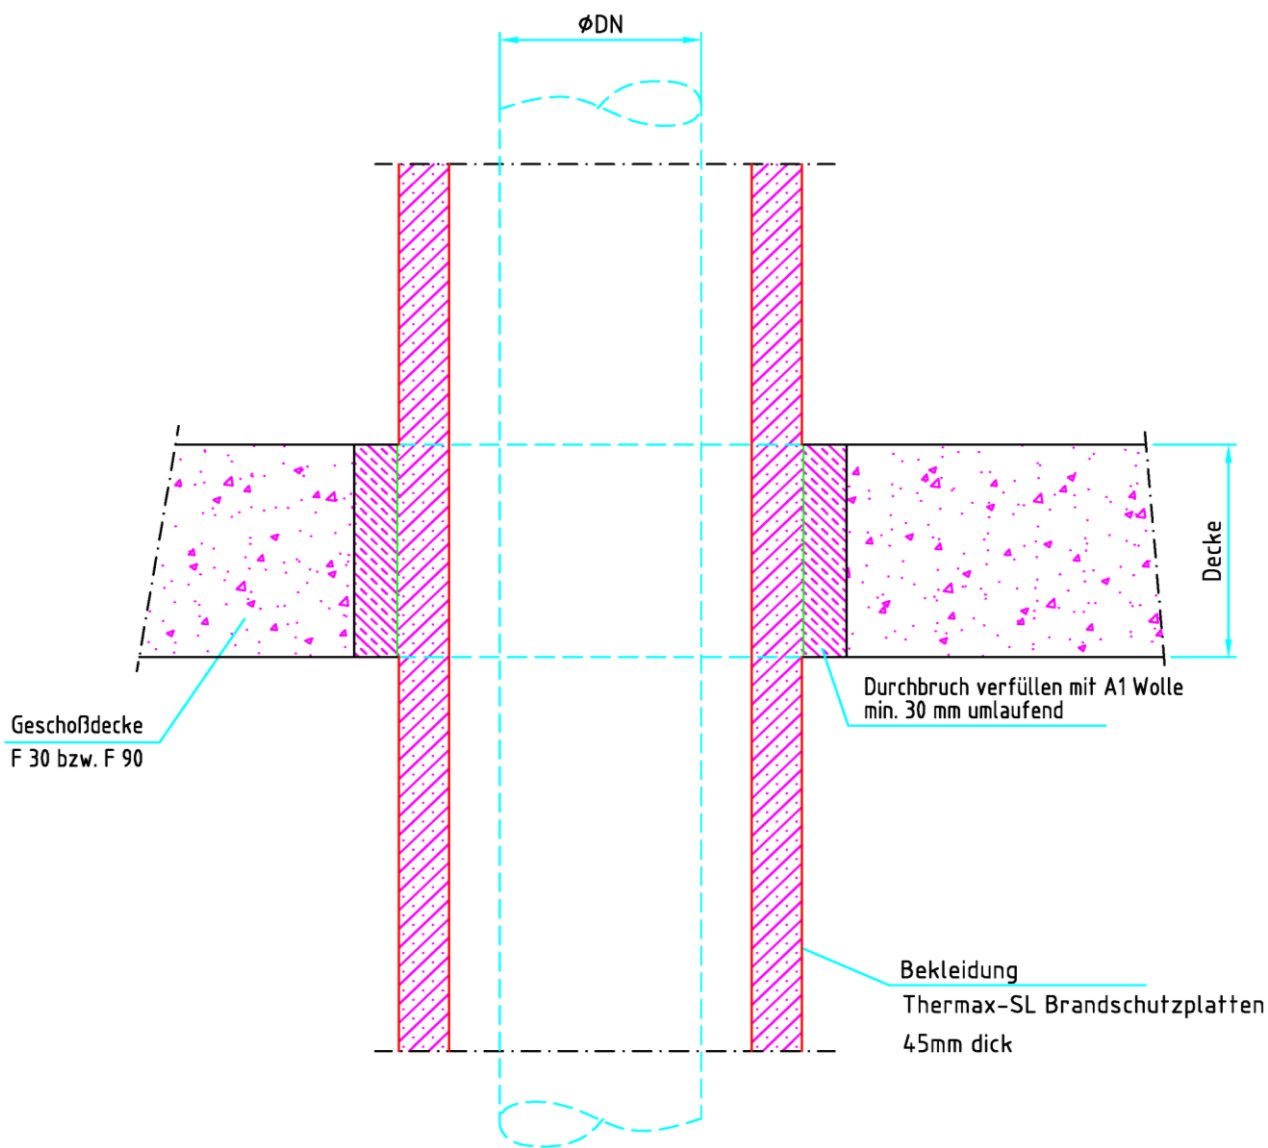 ϕDN
Decke
Durchbruch verfüllen mit A1 Wolle
min. 30 mm umlaufend
Geschoßdecke
F 30 bzw. F 90
Bekleidung
Thermax-SL Brandschutzplatten
45mm dick